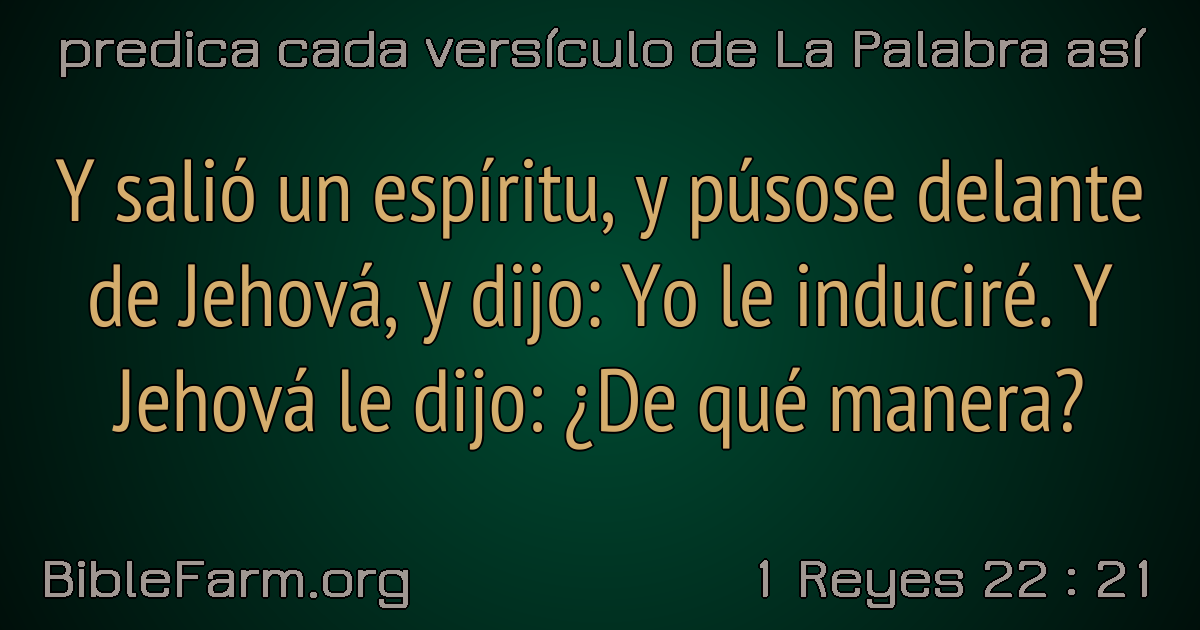 predica cada versículo de La Palabra así
Y salió un espíritu, y púsose delante
de Jehová, y dijo: Yo le induciré. Y
Jehová le dijo: ¿De qué manera?
BibleFarm.org
1 Reyes 22 : 21